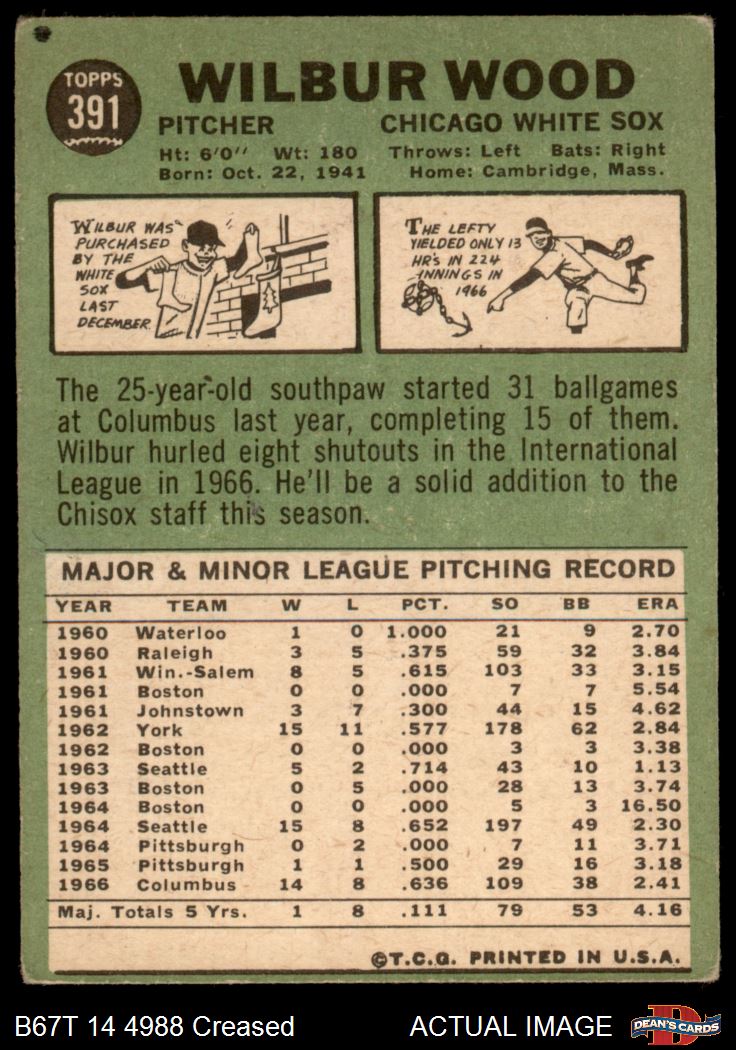 TOPPS
391
WILBUR WOOD
PITCHER CHICAGO WHITE SOX
Ht: 6'0'' Wt: 180 Throws: Left Bats: Right
Born: Oct. 22, 1941 Home: Cambridge, Mass.
WILBUR WAS
PURCHASED
BY THE
WHITE
SOX
LAST
DECEMBER.
THE LEFTY
YIELDED ONLY 13
HR'S IN 224
INNINGS IN
1966
The 25-year-old southpaw started 31 ballgames
at Columbus last year, completing 15 of them.
Wilbur hurled eight shutouts in the International
League in 1966. He'll be a solid addition to the
Chisox staff this season.
MAJOR & MINOR LEAGUE PITCHING RECORD
YEAR TEAM W L PCT. SO BB ERA
1960 Waterloo 1 0 1.000 21 9 2.70
1960 Raleigh 3 5 .375 59 32 3.84
1961 Win.-Salem 8 5 .615 103 33 3.15
1961 Boston 0 0 .000 7 7 5.54
1961 Johnstown 3 7 .300 44 15 4.62
1962 York 15 11 .577 178 62 2.84
1962 Boston 0 0 .000 3 3 3.38
1963 Seattle 5 2 .714 43 10 1.13
1963 Boston 0 5 .000 28 13 3.74
1964 Boston 0 0 .000 5 3 16.50
1964 Seattle 15 8 .652 197 49 2.30
1964 Pittsburgh 0 2 .000 7 11 3.71
1965 Pittsburgh 1 1 .500 29 16 3.18
1966 Columbus 14 8 .636 109 38 2.41
Maj. Totals 5 Yrs. 1 8 .111 79 53 4.16
©T.C.G. PRINTED IN U.S.A.
B67T 14 4988 Creased ACTUAL IMAGE
DEAN'S CARDS